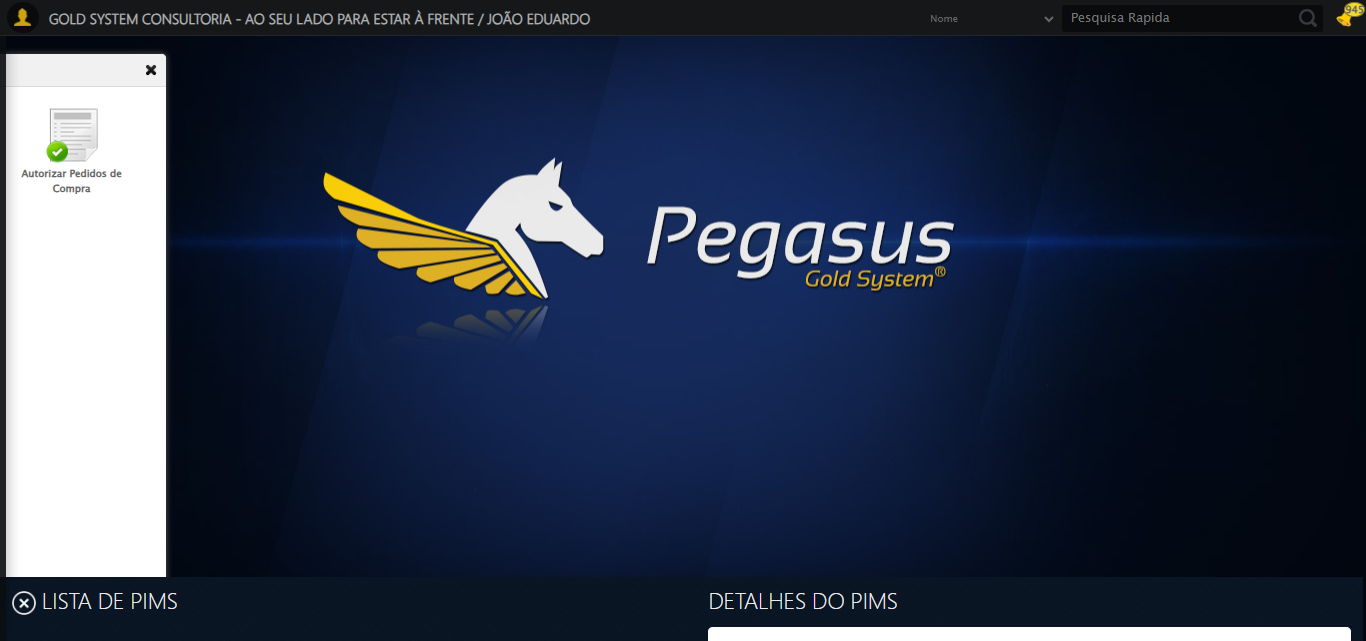 GOLD SYSTEM CONSULTORIA - AO SEU LADO PARA ESTAR À FRENTE / JOÃO EDUARDO
Nome
Pesquisa Rapida
945
Autorizar Pedidos de
Compra
Pegasus
Gold System®
LISTA DE PIMS
DETALHES DO PIMS